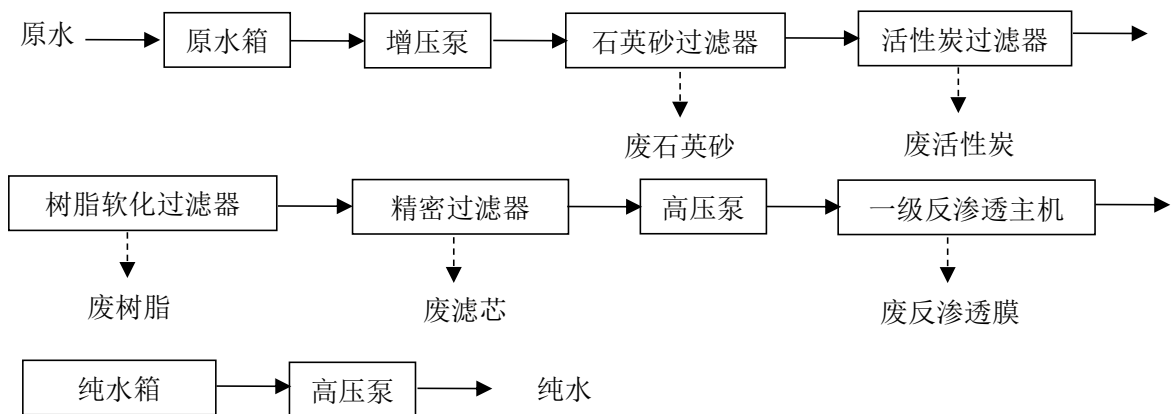 原水 原水箱 增压泵 石英砂过滤器 活性炭过滤器
废石英砂 废活性炭
树脂软化过滤器 精密过滤器 高压泵 一级反渗透主机
废树脂 废滤芯 废反渗透膜
纯水箱 高压泵 纯水